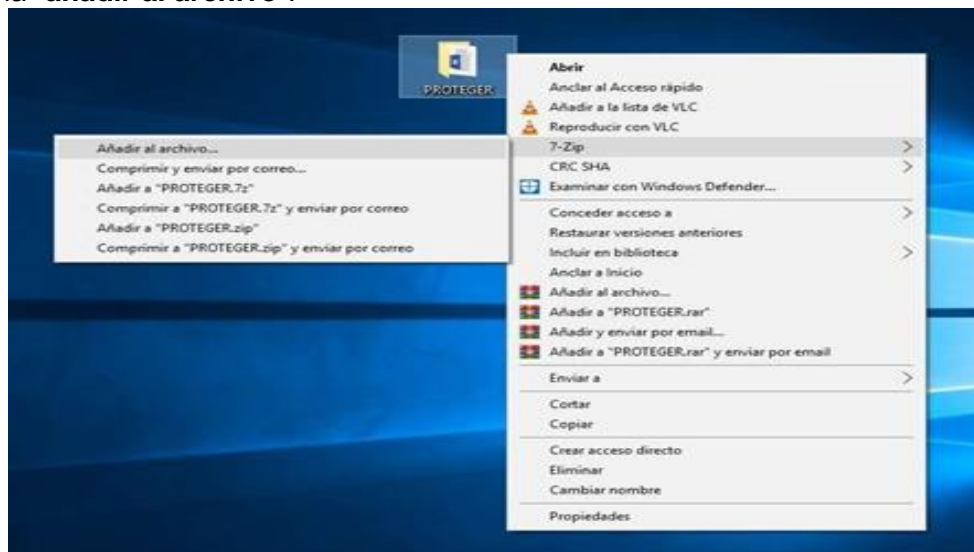 PROTEGER
Abrir
Anclar al Acceso rápido
Añadir a la lista de VLC
Reproducir con VLC
7-Zip
CRC SHA
Examinar con Windows Defender...
Conceder acceso a
Restaurar versiones anteriores
Incluir en biblioteca
Anclar a Inicio
Añadir al archivo...
Añadir a "PROTEGER.rar"
Añadir y enviar por email...
Añadir a "PROTEGER.rar" y enviar por email
Enviar a
Cortar
Copiar
Crear acceso directo
Eliminar
Cambiar nombre
Propiedades
Añadir al archivo...
Comprimir y enviar por correo...
Añadir a "PROTEGER.7z"
Comprimir a "PROTEGER.7z" y enviar por correo
Añadir a "PROTEGER.zip"
Comprimir a "PROTEGER.zip" y enviar por correo